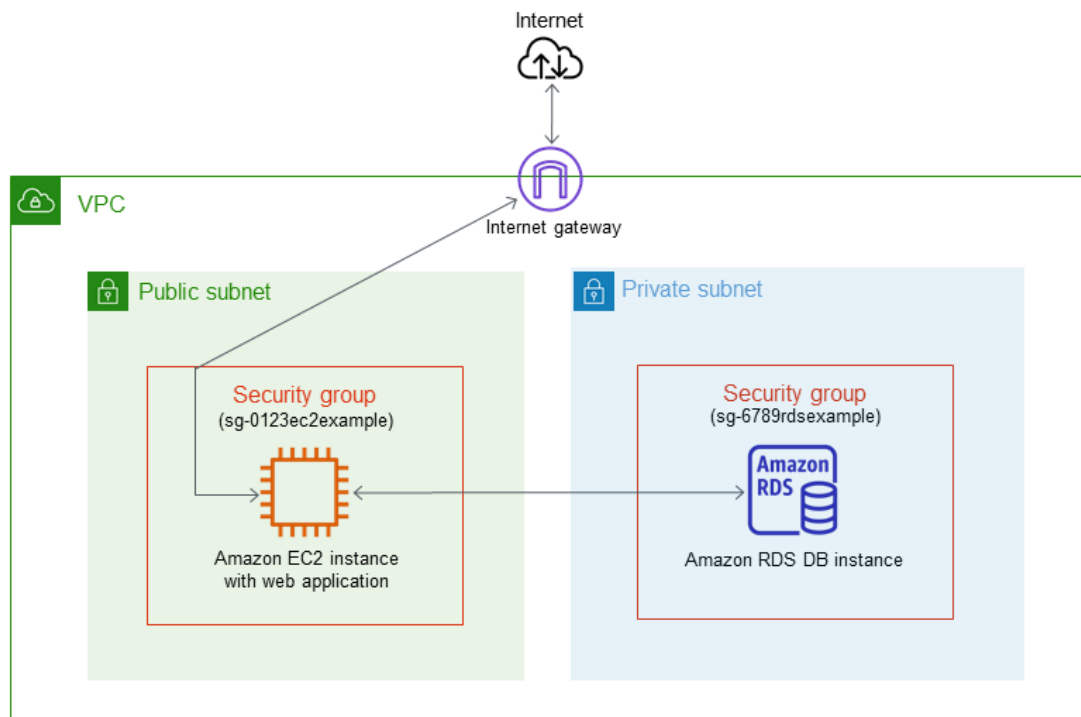 Internet
VPC
Internet gateway
Public subnet
Security group
(sg-0123ec2example)
Amazon EC2 instance
with web application
Private subnet
Security group
(sg-6789rdsexample)
Amazon
RDS
Amazon RDS DB instance